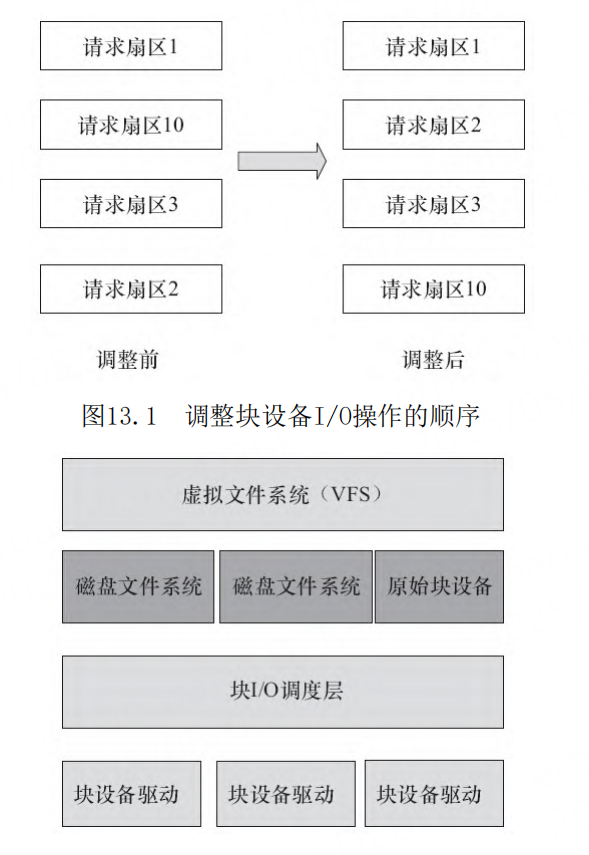 请求扇区1 请求扇区1
请求扇区10 请求扇区2
请求扇区3 请求扇区3
请求扇区2 请求扇区10
调整前 调整后
图13.1 调整块设备I/O操作的顺序
虚拟文件系统（VFS）
磁盘文件系统 磁盘文件系统 原始块设备
块I/O调度层
块设备驱动 块设备驱动 块设备驱动